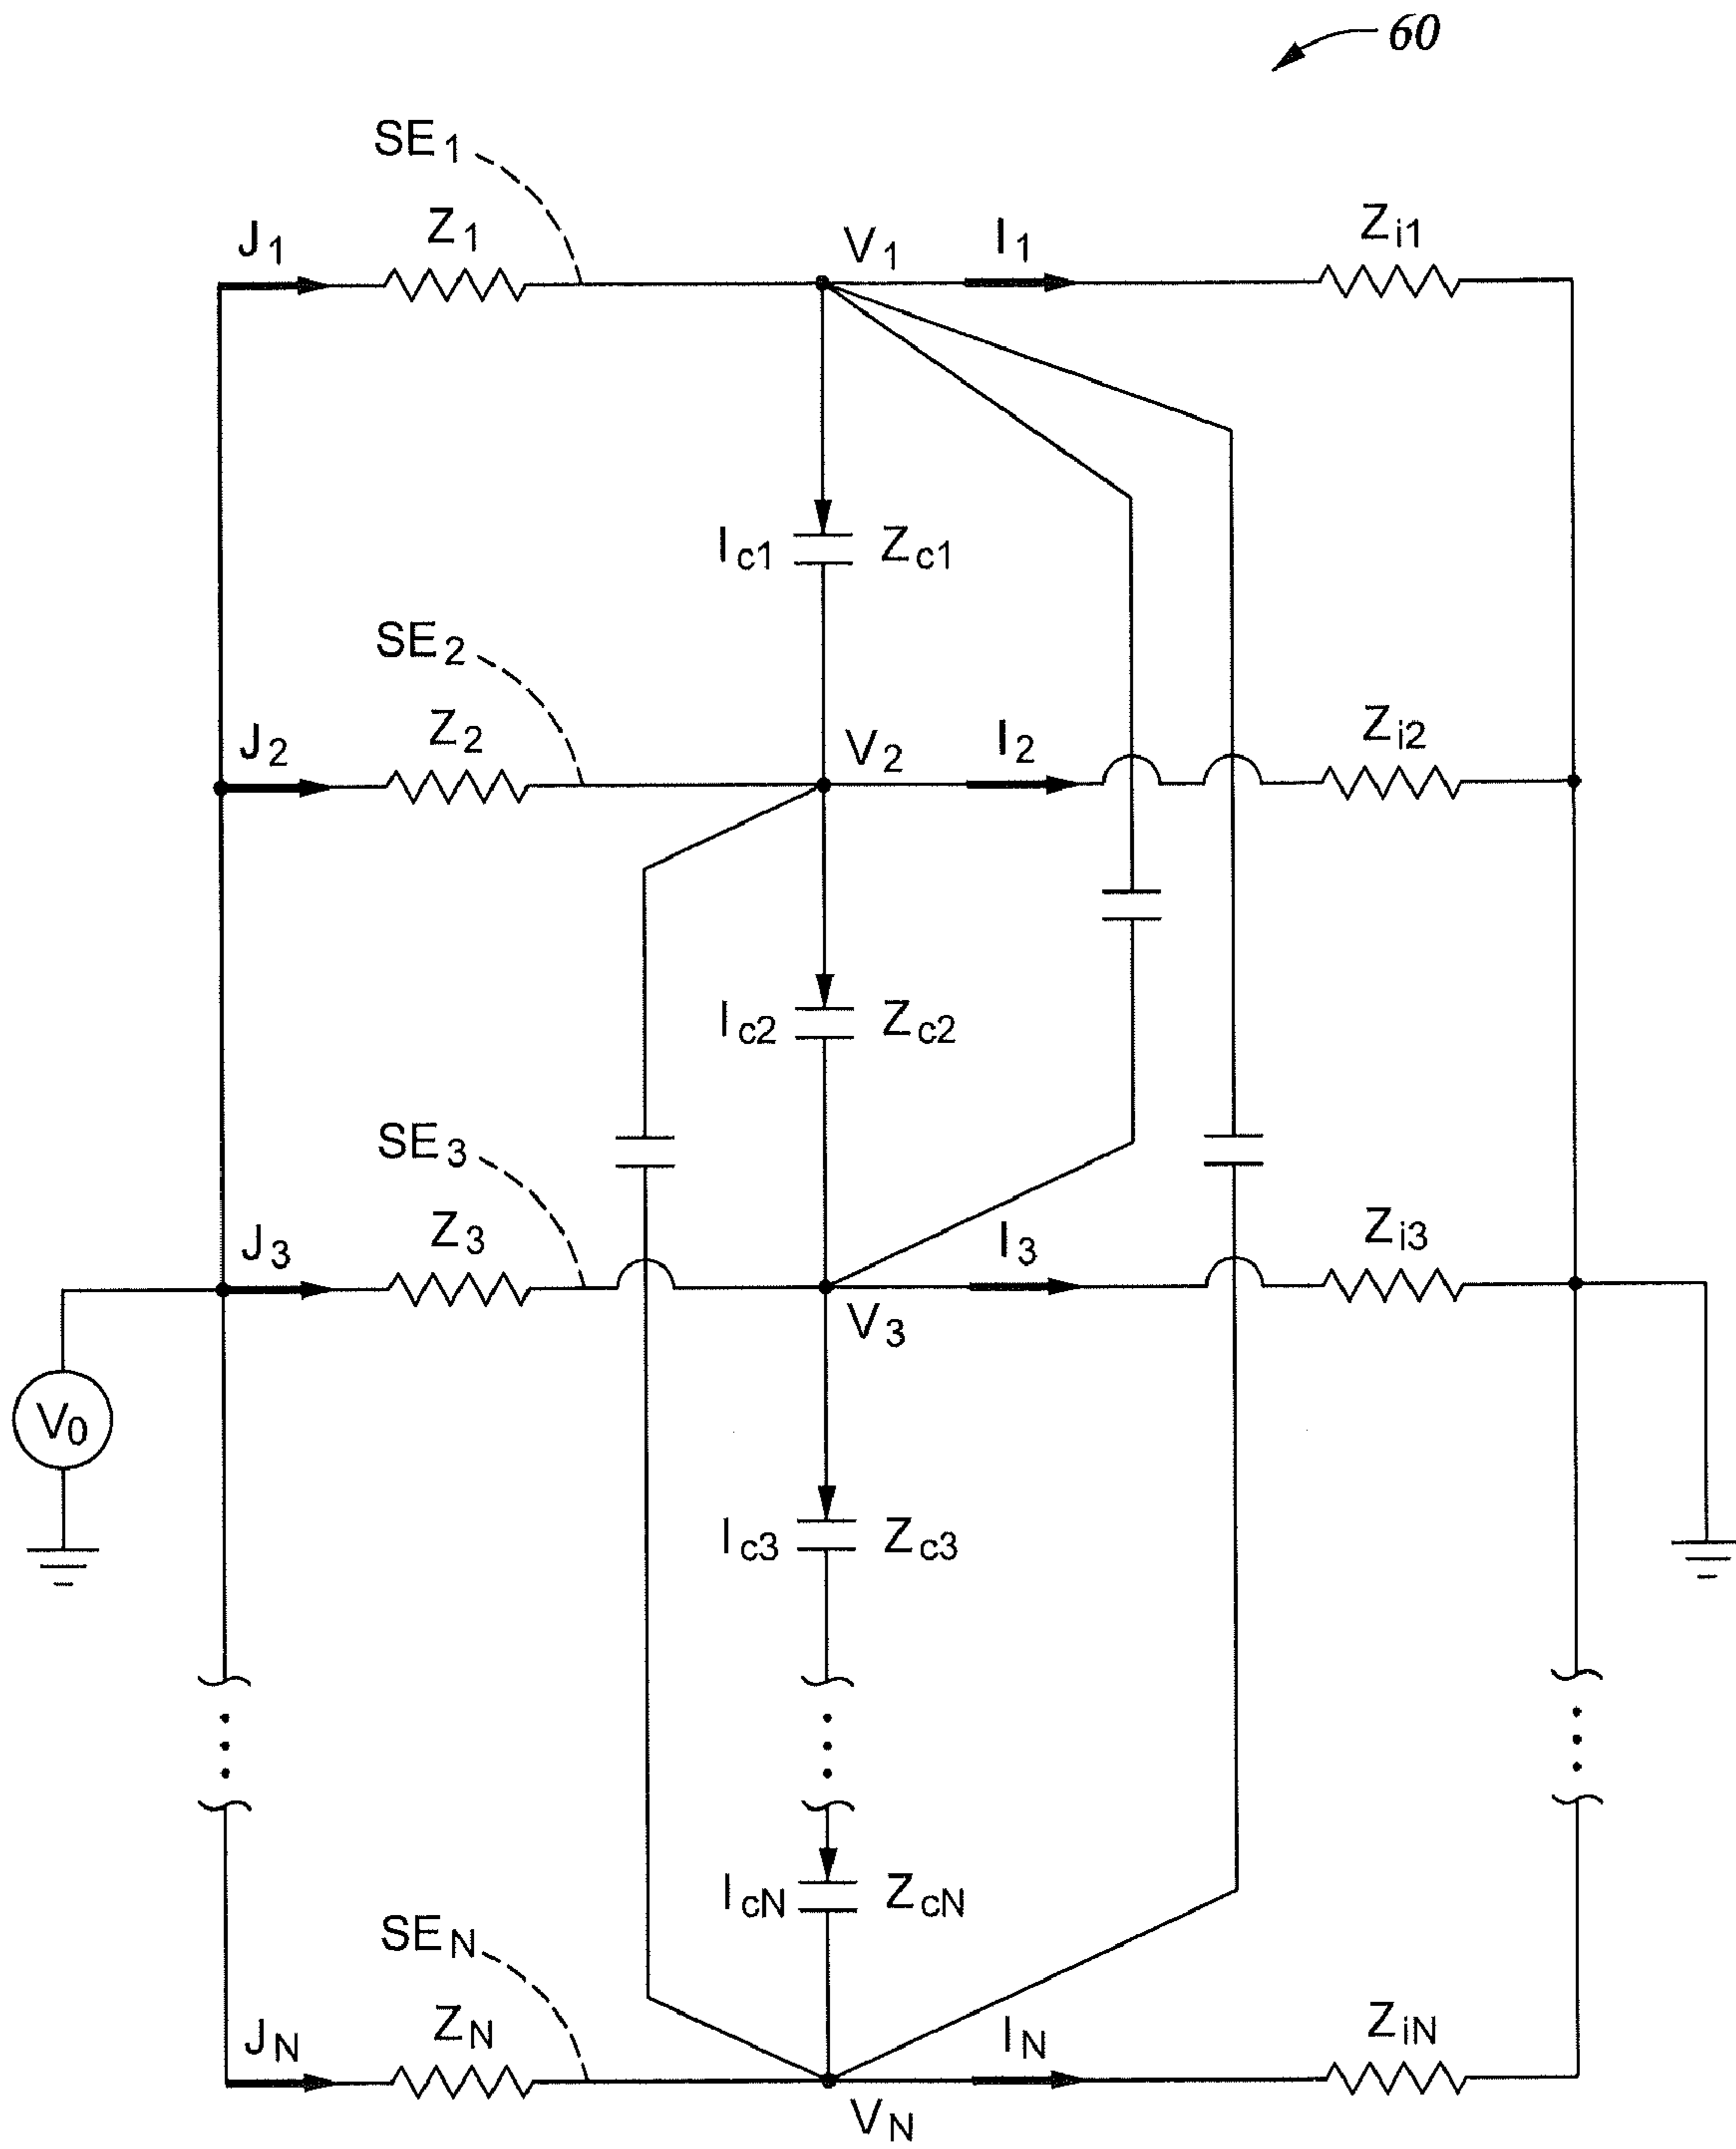 60
SE1
J1 Z1 V1 I1 Zi1
Ic1 Zc1
SE2
J2 Z2 V2 I2 Zi2
Ic2 Zc2
SE3
J3 Z3 I3 Zi3
V3
V0
Ic3 Zc3
IcN ZcN
SEN
JN ZN IN ZiN
VN